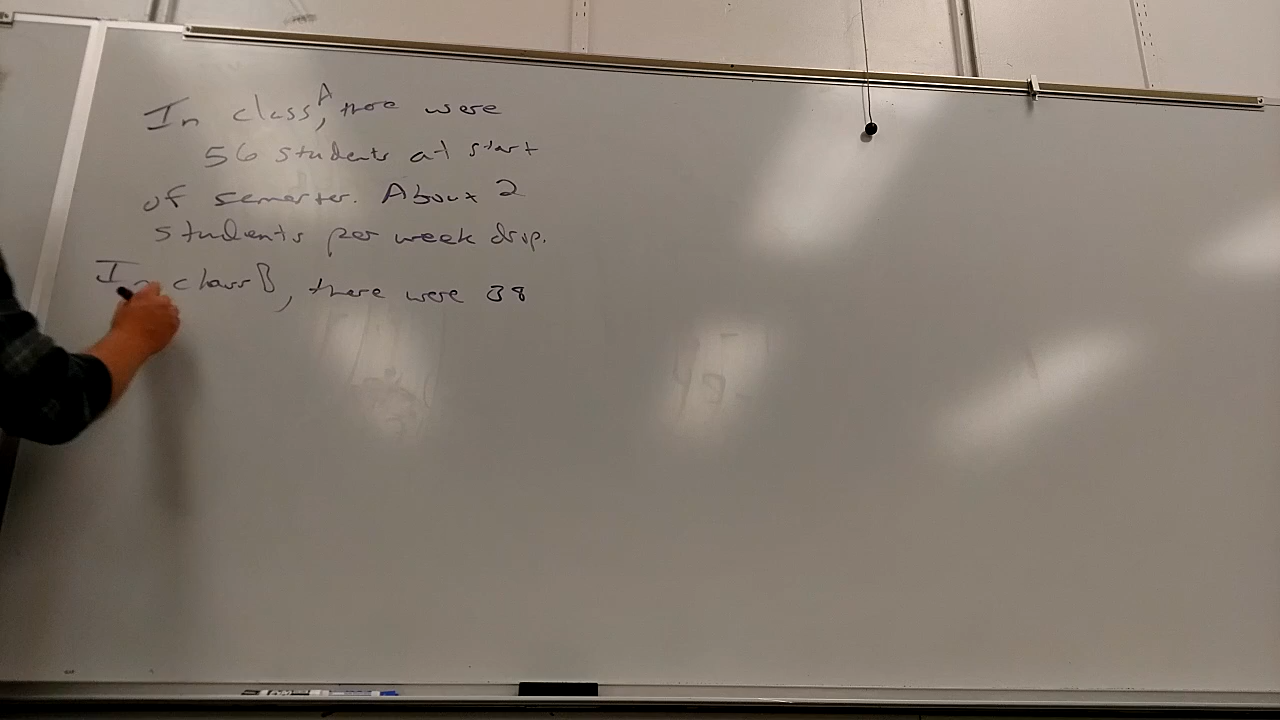 In class A, there were
56 students at start
of semester. About 2
students per week drop.
In class B, there were 38